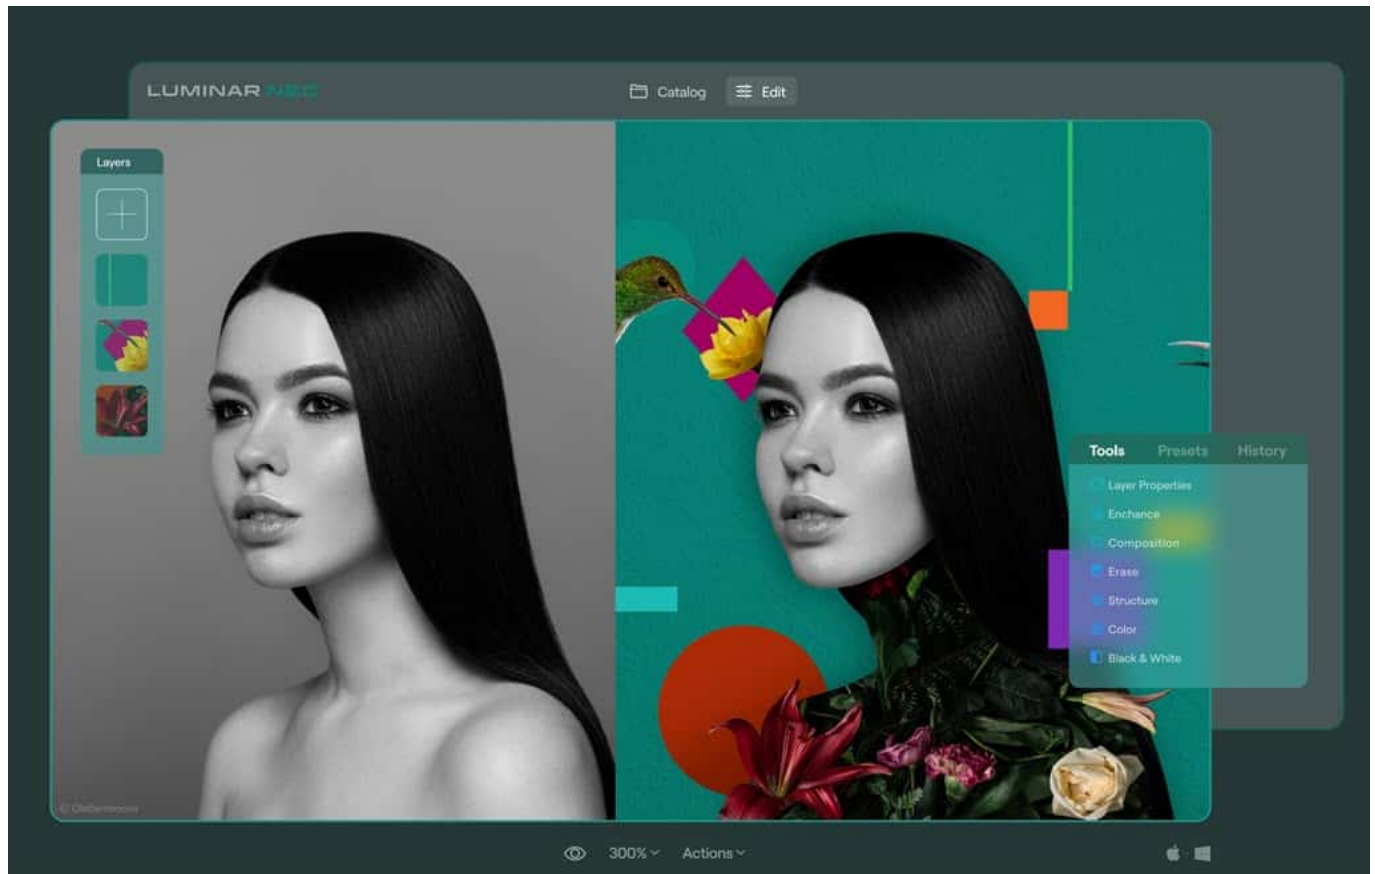 LUMINAR NEO
Catalog
Edit
Layers
Tools
Presets
History
Layer Properties
Enchance
Composition
Erase
Structure
Color
Black & White
300%
Actions